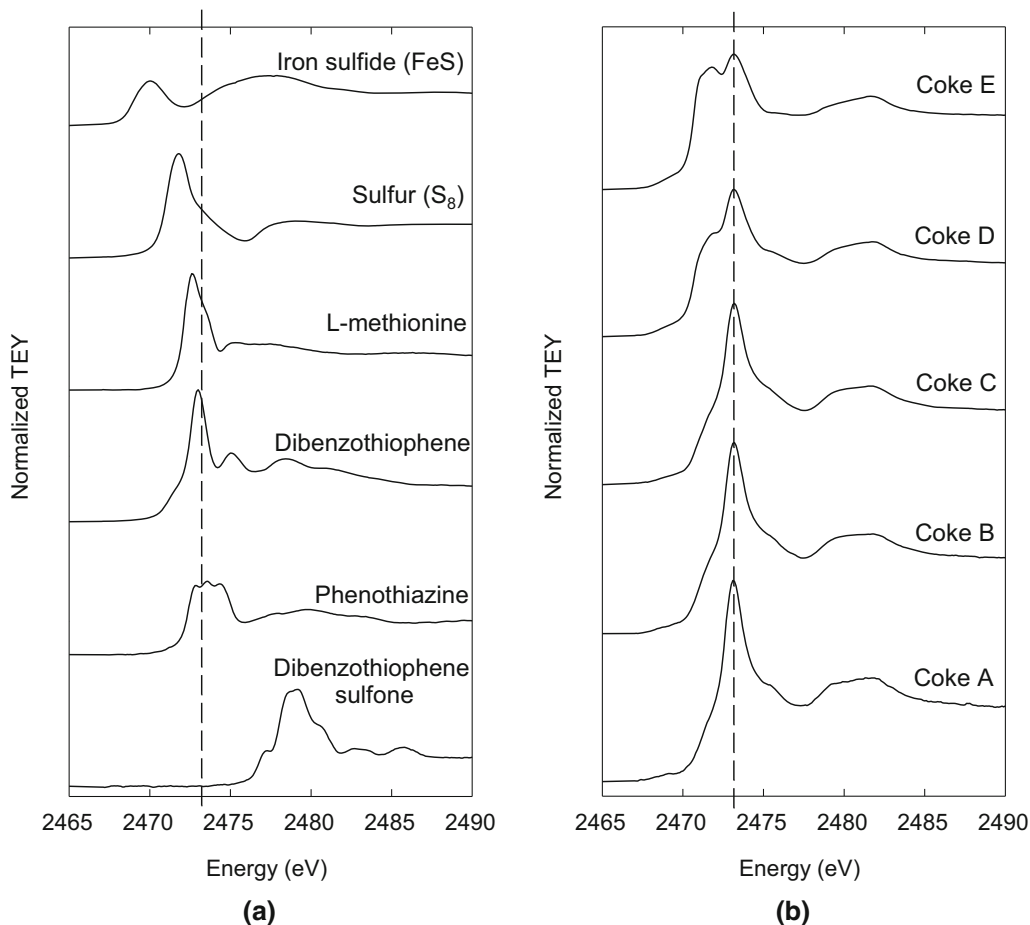 Normalized TEY
Iron sulfide (FeS)
Sulfur (S₈)
L-methionine
Dibenzothiophene
Phenothiazine
Dibenzothiophene
sulfone
2465 2470 2475 2480 2485 2490
Energy (eV)
(a)
Normalized TEY
Coke E
Coke D
Coke C
Coke B
Coke A
2465 2470 2475 2480 2485 2490
Energy (eV)
(b)